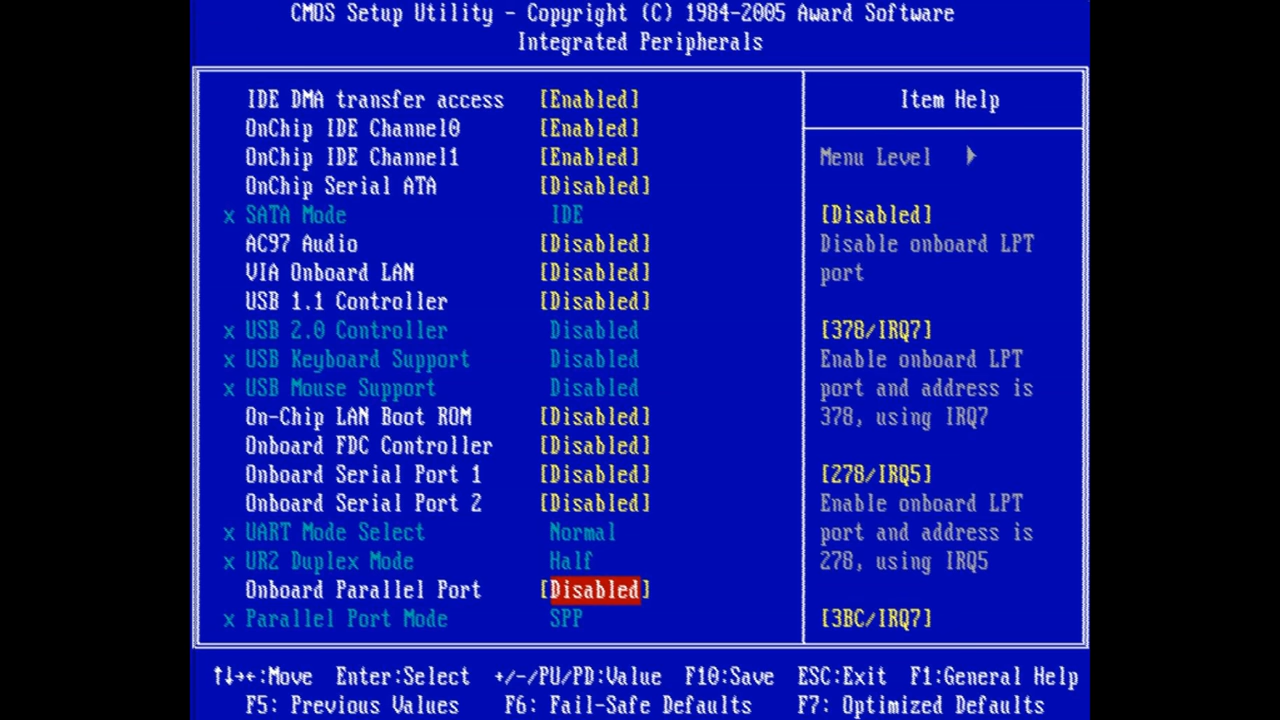 CMOS Setup Utility - Copyright (C) 1984-2005 Award Software
Integrated Peripherals
IDE DMA transfer access [Enabled]
OnChip IDE Channel0 [Enabled]
OnChip IDE Channel1 [Enabled]
OnChip Serial ATA [Disabled]
x SATA Mode IDE
AC97 Audio [Disabled]
VIA Onboard LAN [Disabled]
USB 1.1 Controller [Disabled]
x USB 2.0 Controller Disabled
x USB Keyboard Support Disabled
x USB Mouse Support Disabled
On-Chip LAN Boot ROM [Disabled]
Onboard FDC Controller [Disabled]
Onboard Serial Port 1 [Disabled]
Onboard Serial Port 2 [Disabled]
x UART Mode Select Normal
x UR2 Duplex Mode Half
Onboard Parallel Port [Disabled]
x Parallel Port Mode SPP
Item Help
Menu Level ▶
[Disabled]
Disable onboard LPT
port
[378/IRQ7]
Enable onboard LPT
port and address is
378, using IRQ7
[278/IRQ5]
Enable onboard LPT
port and address is
278, using IRQ5
[3BC/IRQ7]
↑↓→←:Move Enter:Select +/-/PU/PD:Value F10:Save ESC:Exit F1:General Help
F5: Previous Values F6: Fail-Safe Defaults F7: Optimized Defaults